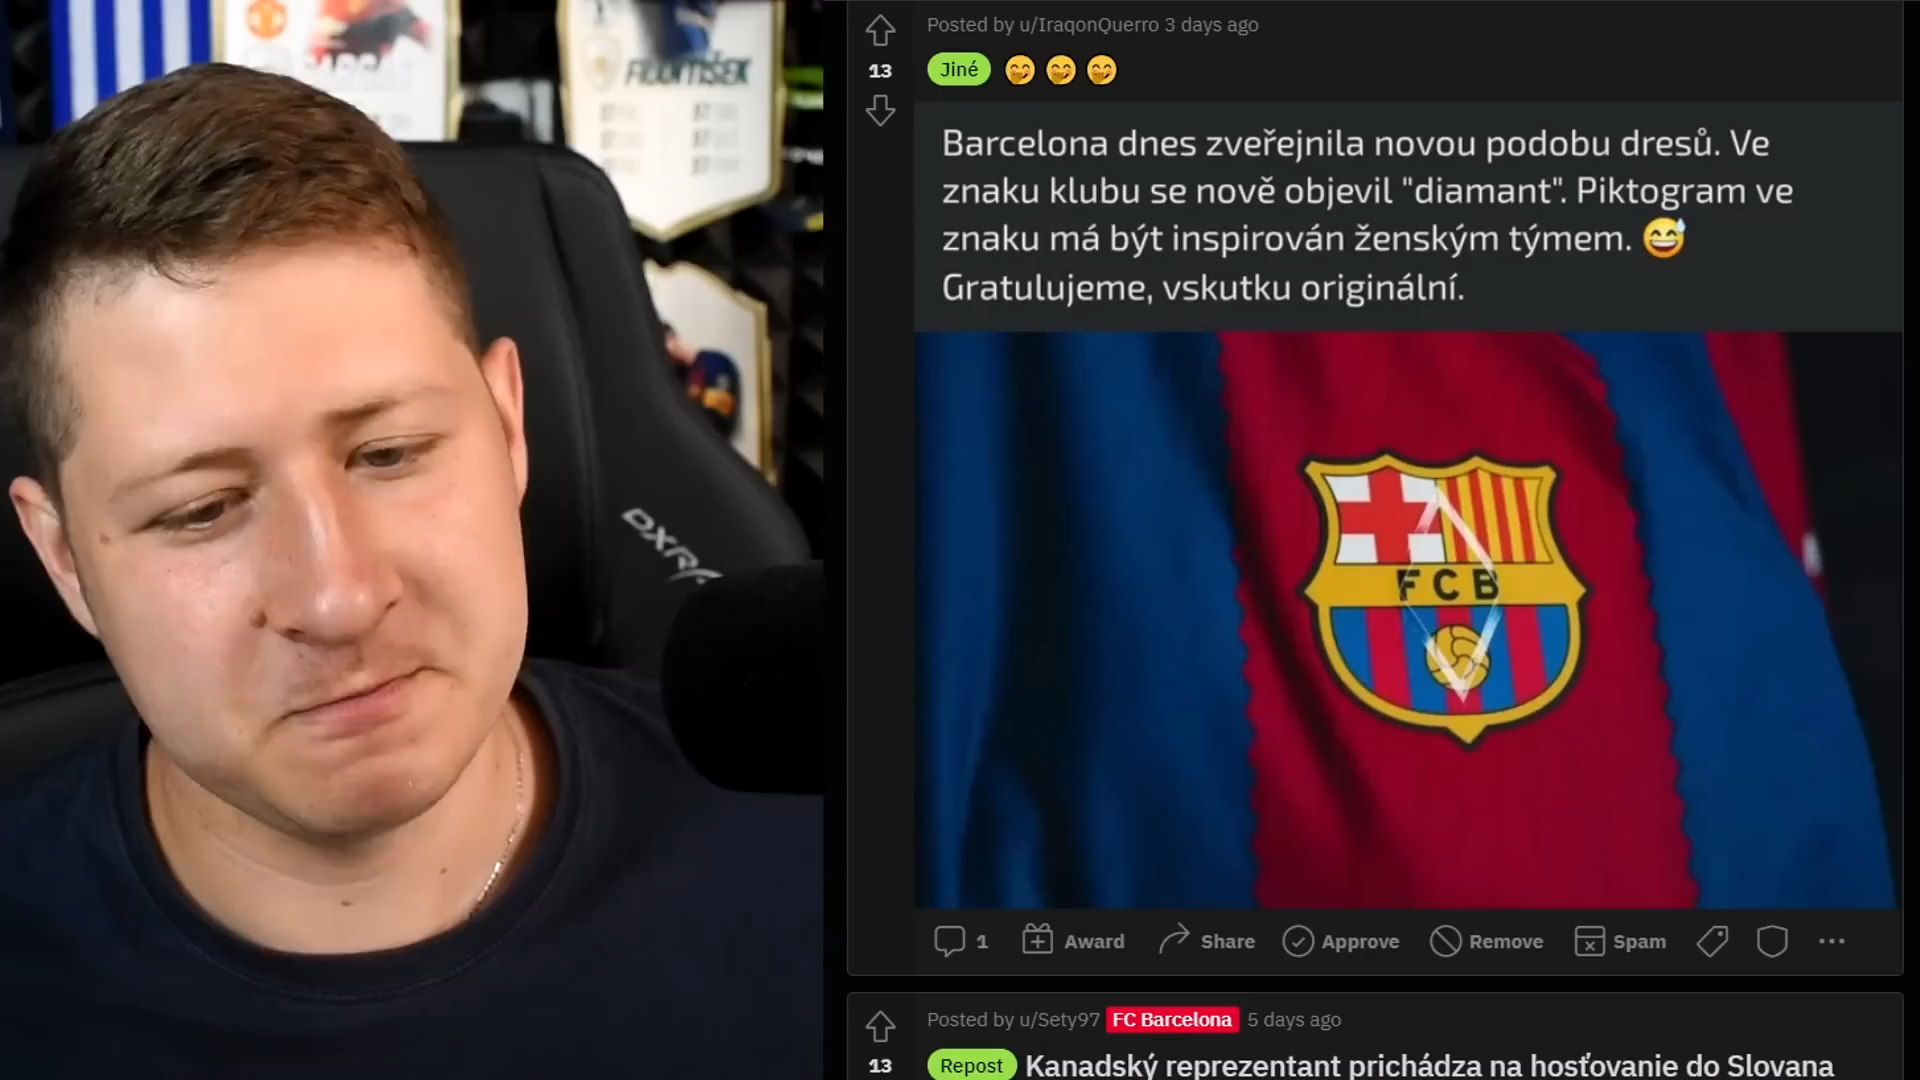 FRANTIŠEK
DXR
Posted by u/IraqonQuerro 3 days ago
13
Jiné 🤭 🤭 🤭
Barcelona dnes zveřejnila novou podobu dresů. Ve
znaku klubu se nově objevil "diamant". Piktogram ve
znaku má být inspirován ženským týmem. 😅
Gratulujeme, vskutku originální.
FCB
1 Award Share Approve Remove Spam ...
Posted by u/Sety97 FC Barcelona 5 days ago
13
Repost Kanadský reprezentant prichádza na hosťovanie do Slovana